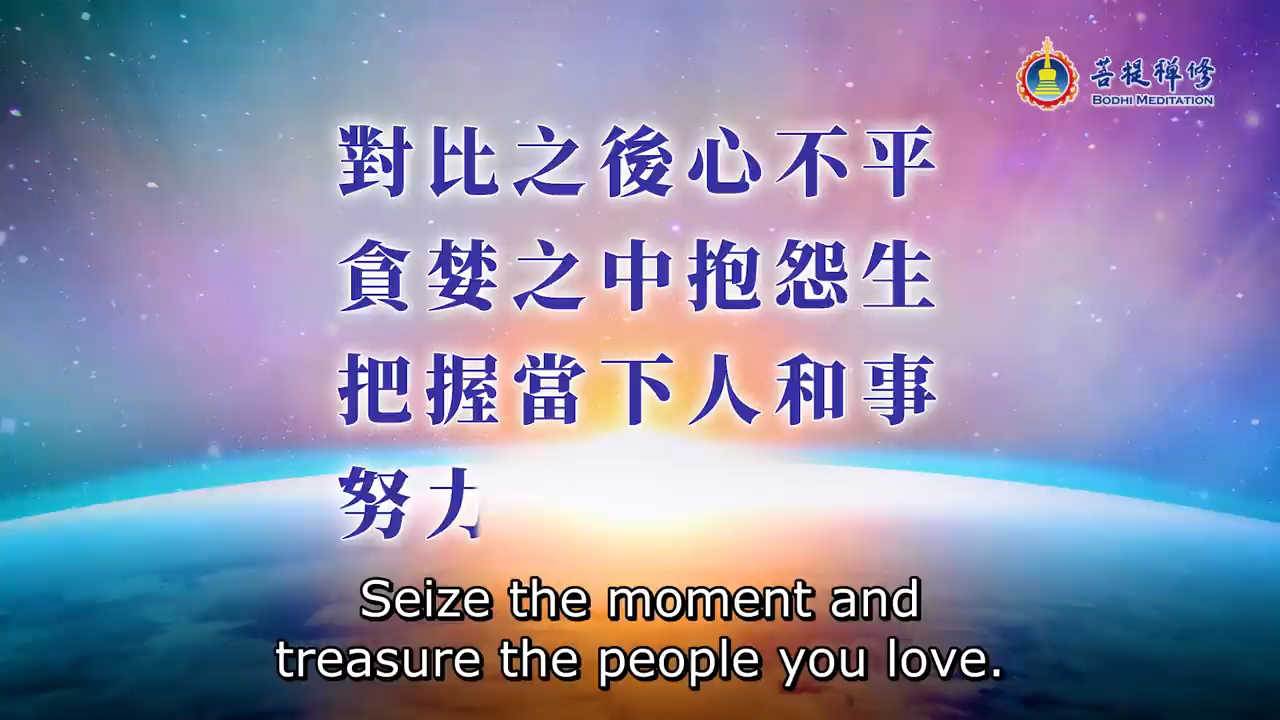 菩提禪修
BODHI MEDITATION
對比之後心不平
貪婪之中抱怨生
把握當下人和事
努力
Seize the moment and
treasure the people you love.